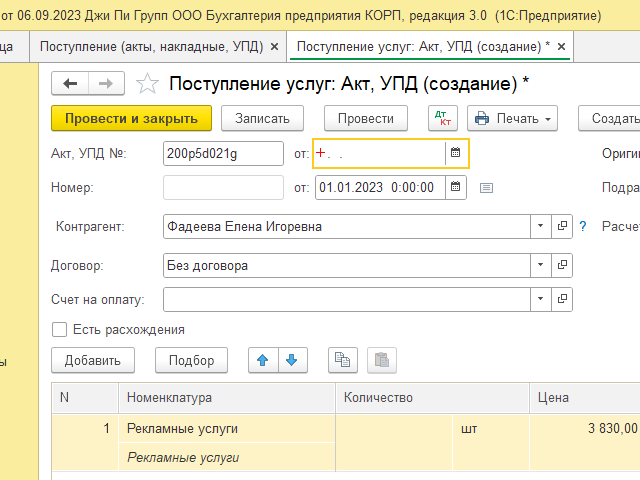 от 06.09.2023 Джи Пи Групп ООО Бухгалтерия предприятия КОРП, редакция 3.0 (1С:Предприятие)
ца Поступление (акты, накладные, УПД) × Поступление услуг: Акт, УПД (создание) * ×
Поступление услуг: Акт, УПД (создание) *
Провести и закрыть Записать Провести Дт Кт Печать Создать
Акт, УПД №: 200p5d021g от: . . Ориги
Номер: от: 01.01.2023 0:00:00 Подра
Контрагент: Фадеева Елена Игоревна ? Расче
Договор: Без договора
Счет на оплату:
Есть расхождения
Добавить Подбор
ы
N Номенклатура Количество Цена
1 Рекламные услуги шт 3 830,00
Рекламные услуги